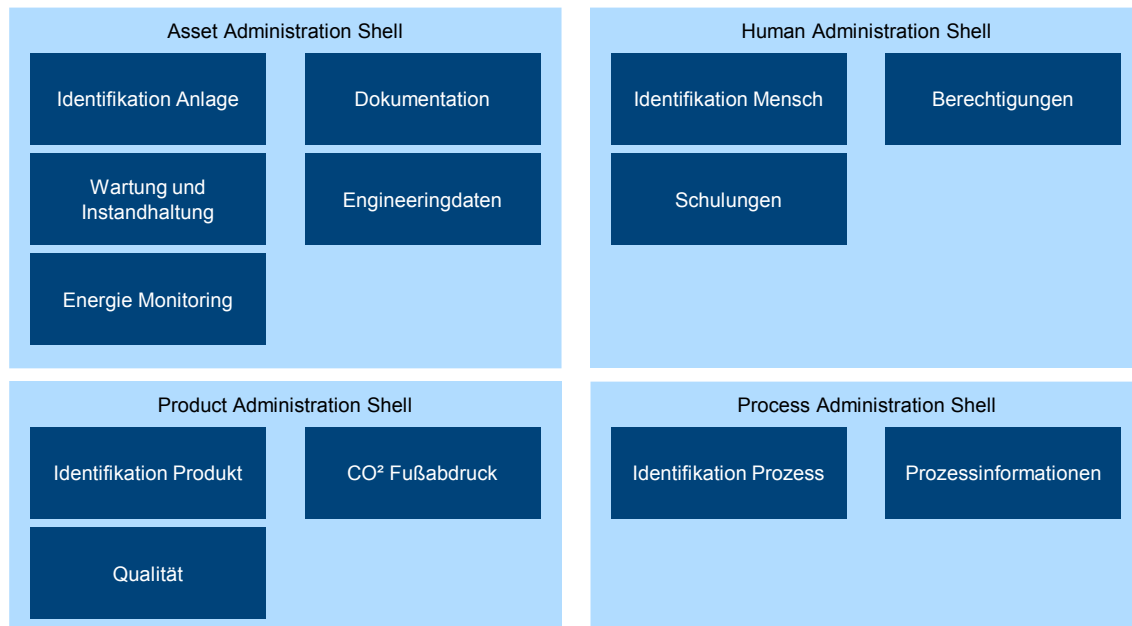 Asset Administration Shell
Identifikation Anlage
Dokumentation
Wartung und
Instandhaltung
Engineeringdaten
Energie Monitoring
Human Administration Shell
Identifikation Mensch
Berechtigungen
Schulungen
Product Administration Shell
Identifikation Produkt
CO² Fußabdruck
Qualität
Process Administration Shell
Identifikation Prozess
Prozessinformationen